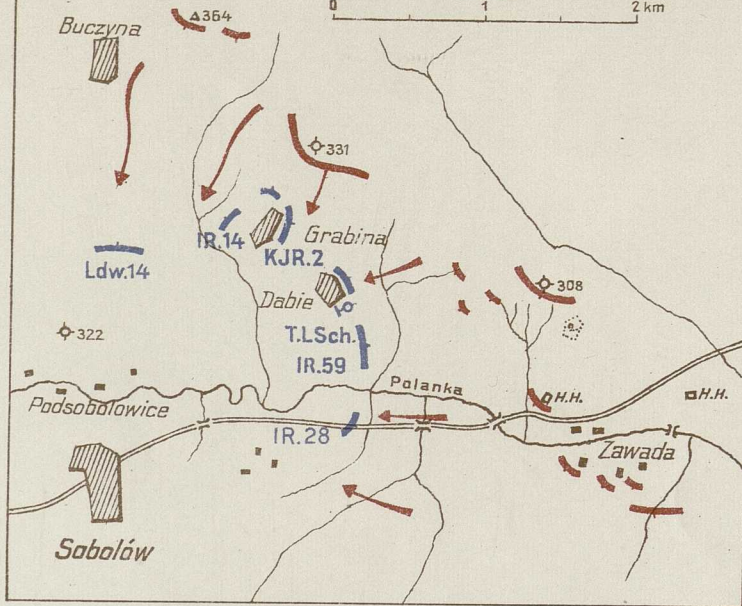 364
0 1 2 km
Buczyna
331
IR.14
Grabina
KJR.2
Ldw.14
308
Dabie
322
T.LSch.
IR.59
Polanka
H.H.
H.H.
Podsobolowice
IR.28
Zawada
Sobolów